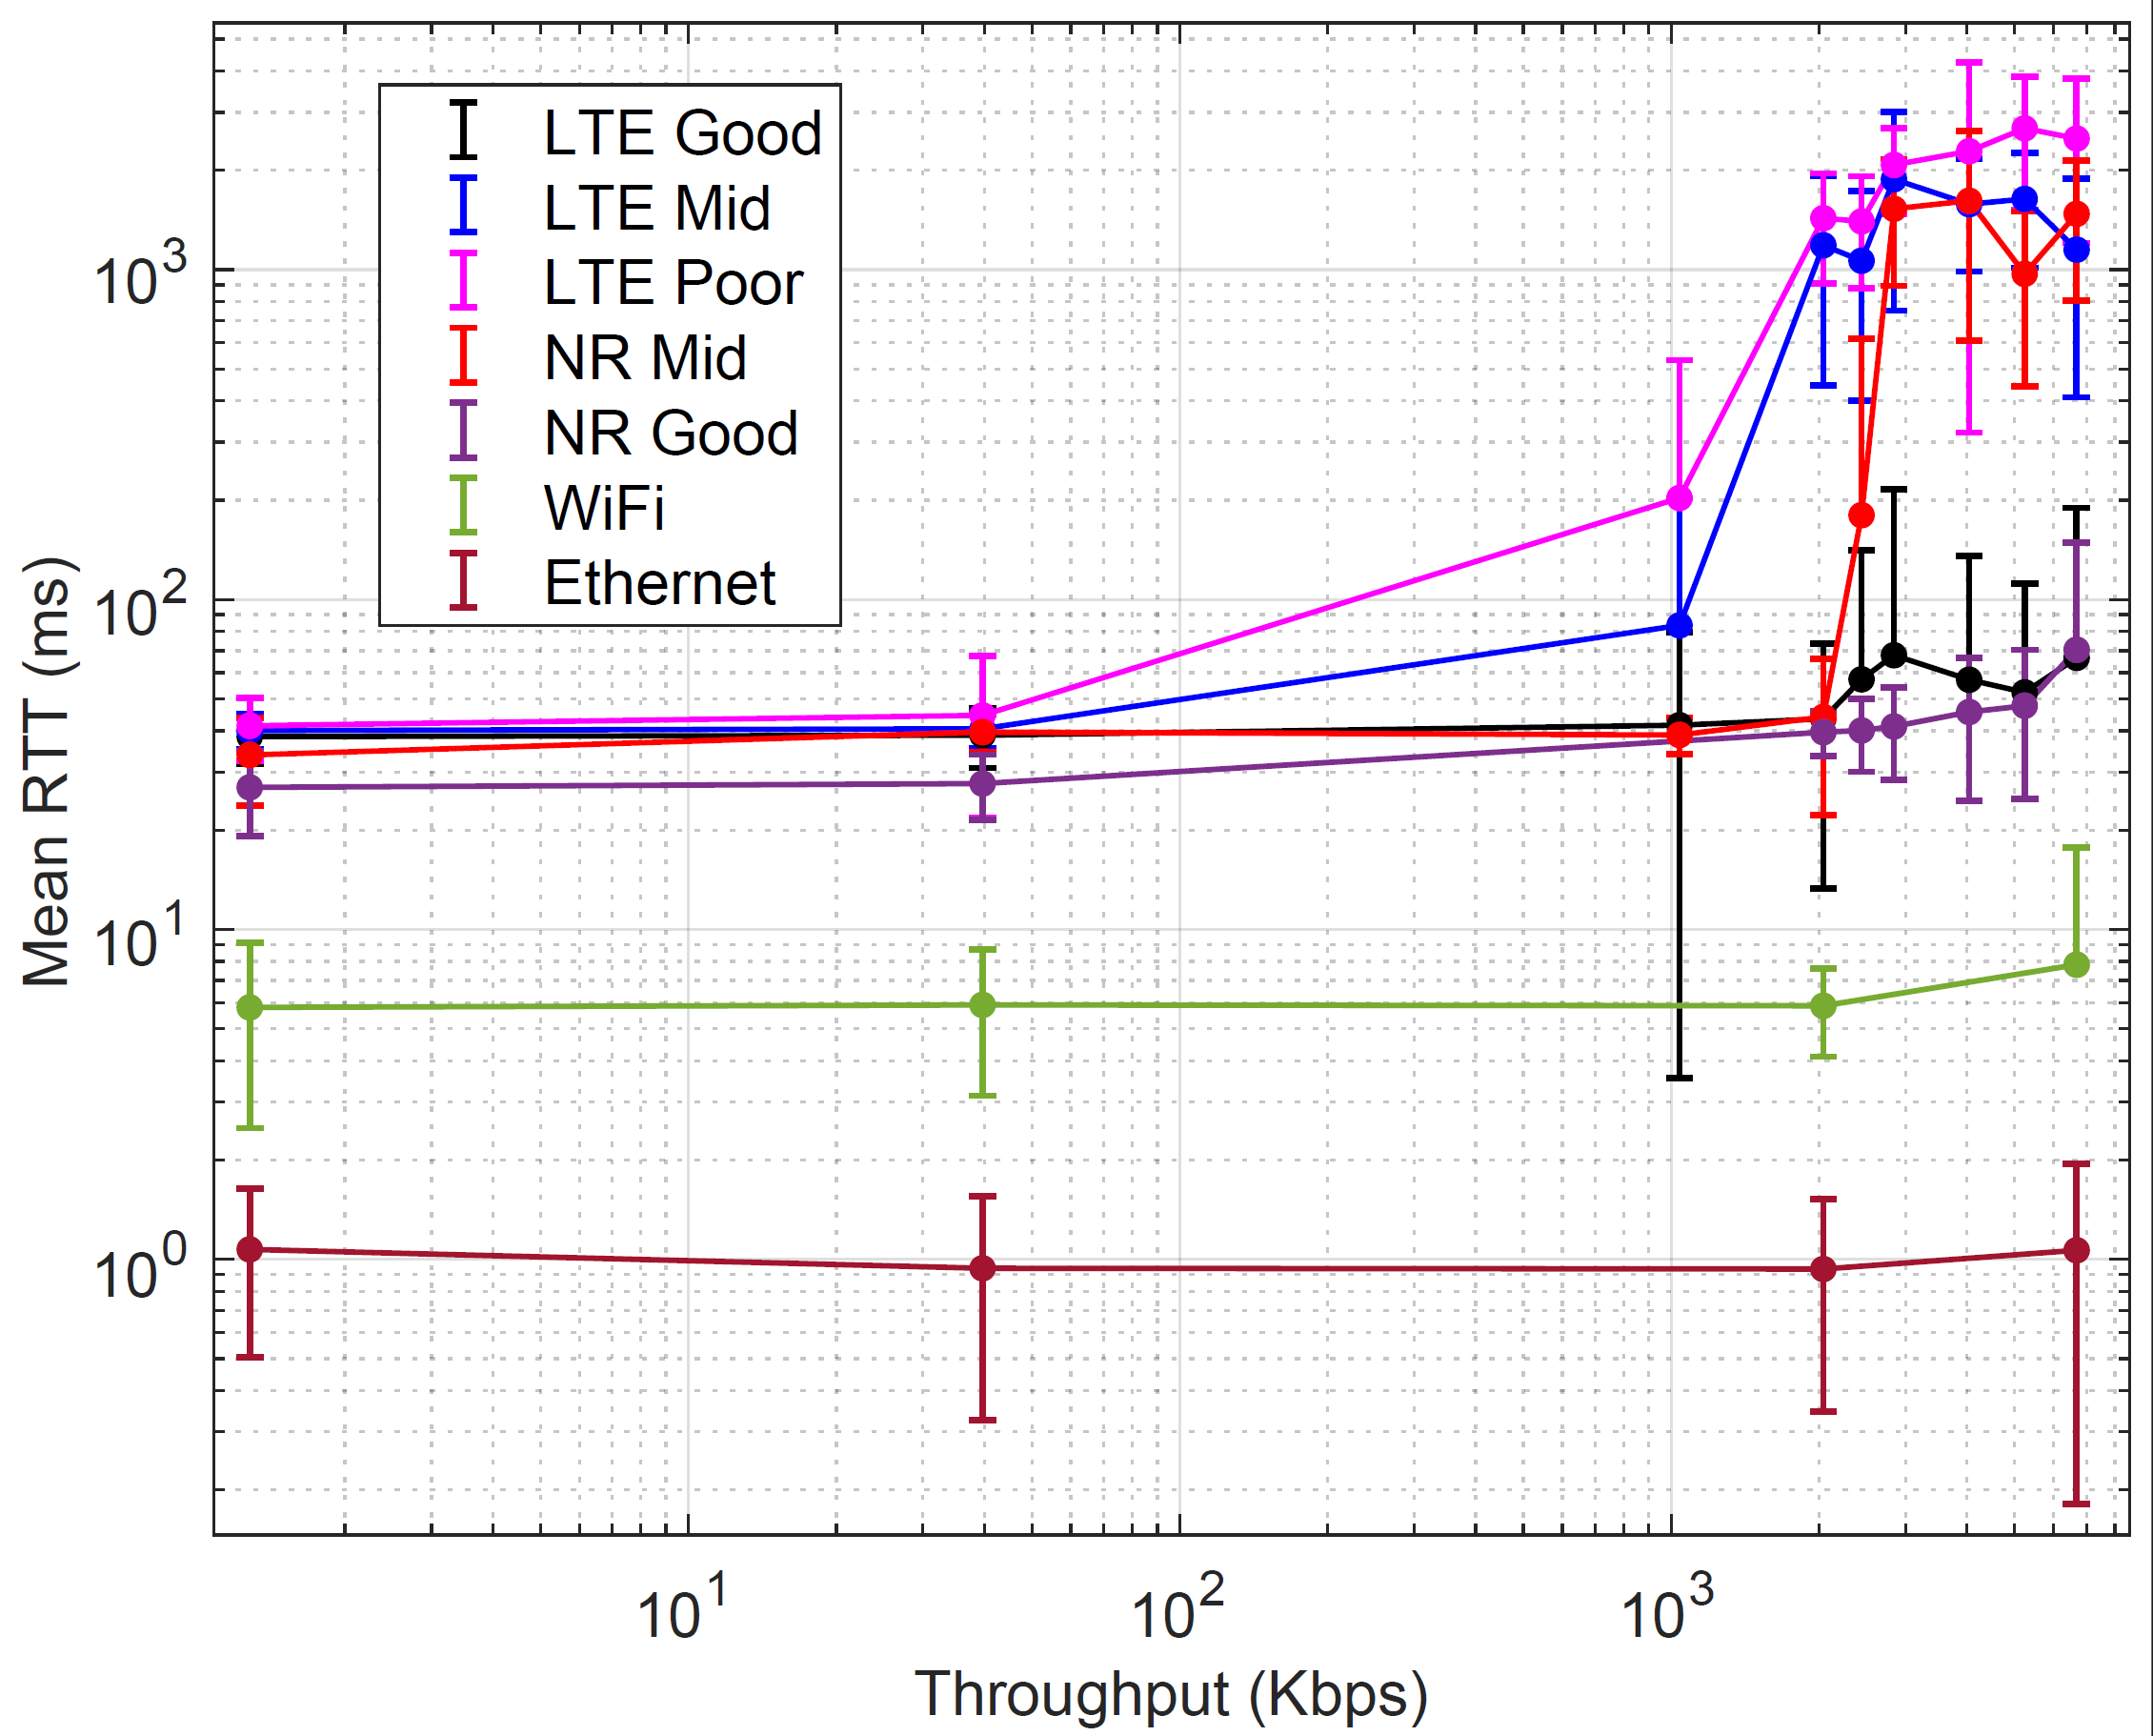 LTE Good
LTE Mid
LTE Poor
NR Mid
NR Good
WiFi
Ethernet
Mean RTT (ms)
10^3
10^2
10^1
10^0
10^1 10^2 10^3
Throughput (Kbps)